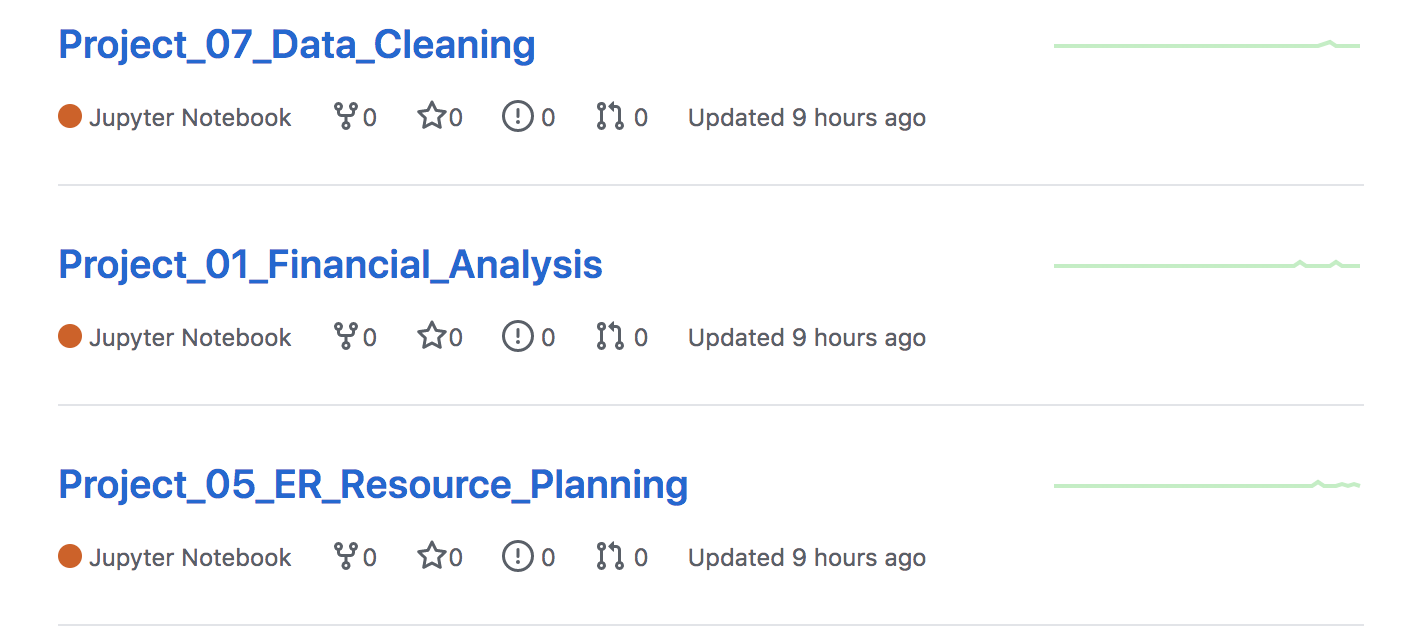 Project_07_Data_Cleaning
Jupyter Notebook 0 0 0 0 Updated 9 hours ago
Project_01_Financial_Analysis
Jupyter Notebook 0 0 0 0 Updated 9 hours ago
Project_05_ER_Resource_Planning
Jupyter Notebook 0 0 0 0 Updated 9 hours ago